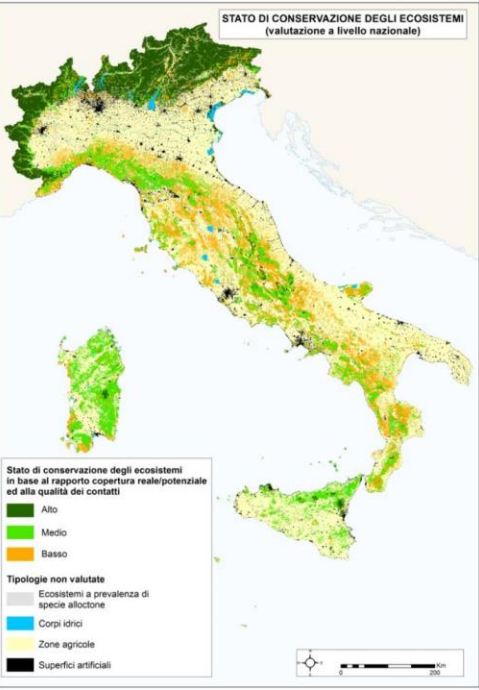 STATO DI CONSERVAZIONE DEGLI ECOSISTEMI
(valutazione a livello nazionale)
Stato di conservazione degli ecosistemi
in base al rapporto copertura reale/potenziale
ed alla qualità dei contatti
Alto
Medio
Basso
Tipologie non valutate
Ecosistemi a prevalenza di
specie alloctone
Corpi idrici
Zone agricole
Superfici artificiali
Km
0 200